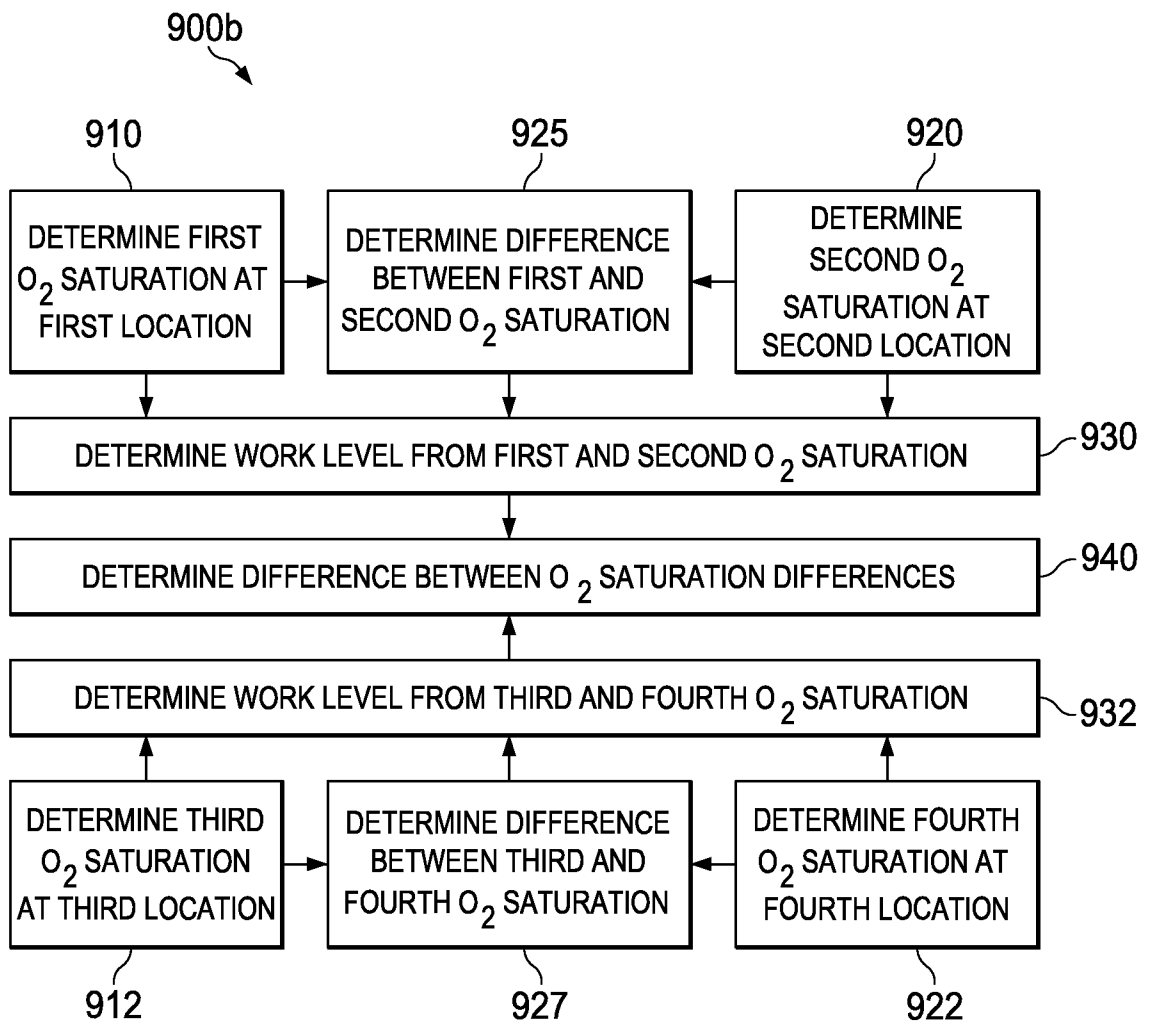 900b
910
925
920
DETERMINE FIRST
O2 SATURATION AT
FIRST LOCATION
DETERMINE DIFFERENCE
BETWEEN FIRST AND
SECOND O2 SATURATION
DETERMINE
SECOND O2
SATURATION AT
SECOND LOCATION
DETERMINE WORK LEVEL FROM FIRST AND SECOND O2 SATURATION
930
DETERMINE DIFFERENCE BETWEEN O2 SATURATION DIFFERENCES
940
DETERMINE WORK LEVEL FROM THIRD AND FOURTH O2 SATURATION
932
DETERMINE THIRD
O2 SATURATION
AT THIRD LOCATION
DETERMINE DIFFERENCE
BETWEEN THIRD AND
FOURTH O2 SATURATION
DETERMINE FOURTH
O2 SATURATION AT
FOURTH LOCATION
912
927
922